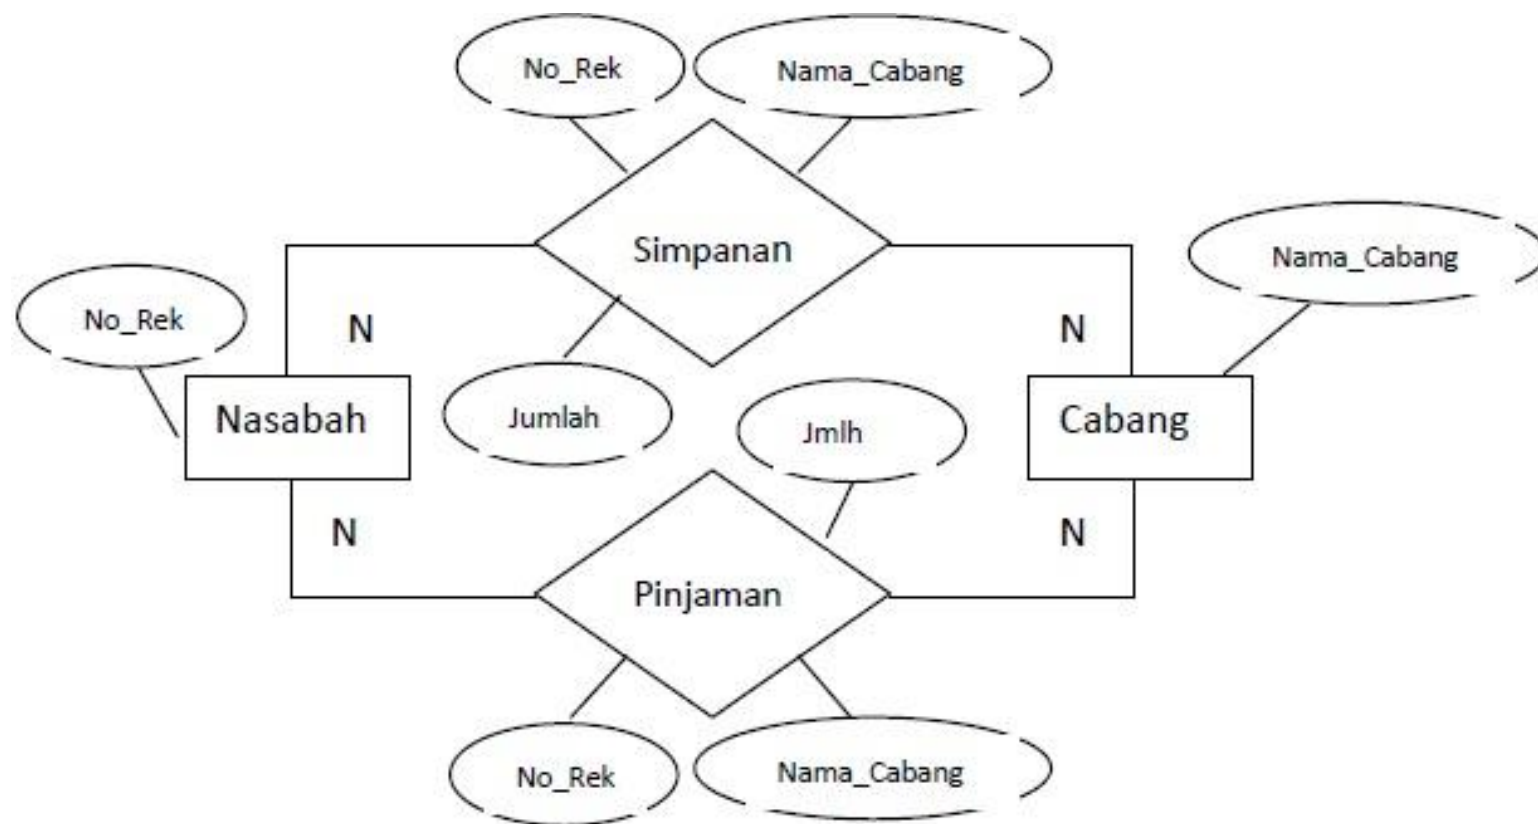 No_Rek
Nama_Cabang
Simpanan
Nama_Cabang
No_Rek
N
N
Nasabah
Jumlah
Jmlh
Cabang
N
N
Pinjaman
No_Rek
Nama_Cabang